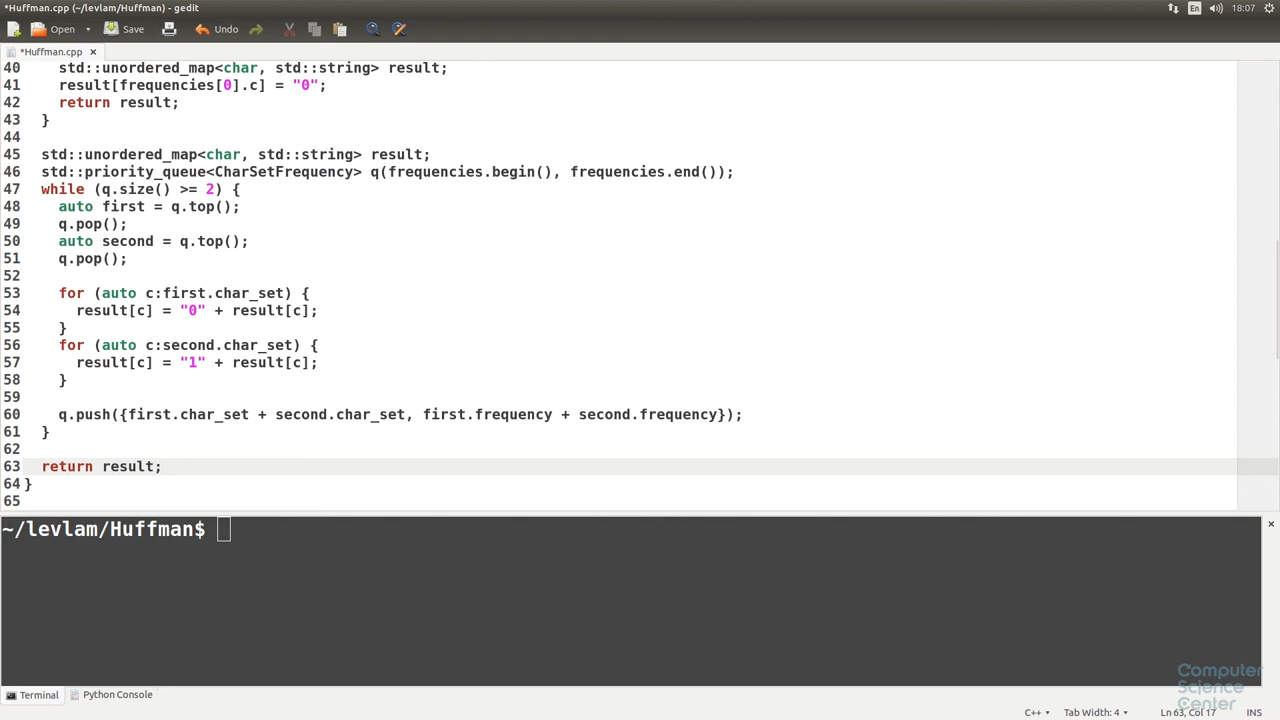 *Huffman.cpp (~/levlam/Huffman) - gedit
En 18:07
Open Save Undo
*Huffman.cpp ×
40 std::unordered_map<char, std::string> result;
41 result[frequencies[0].c] = "0";
42 return result;
43 }
44
45 std::unordered_map<char, std::string> result;
46 std::priority_queue<CharSetFrequency> q(frequencies.begin(), frequencies.end());
47 while (q.size() >= 2) {
48 auto first = q.top();
49 q.pop();
50 auto second = q.top();
51 q.pop();
52
53 for (auto c:first.char_set) {
54 result[c] = "0" + result[c];
55 }
56 for (auto c:second.char_set) {
57 result[c] = "1" + result[c];
58 }
59
60 q.push({first.char_set + second.char_set, first.frequency + second.frequency});
61 }
62
63 return result;
64 }
65
~/levlam/Huffman$
Computer
Science
Center
Terminal Python Console
C++ Tab Width: 4 Ln 63, Col 17 INS